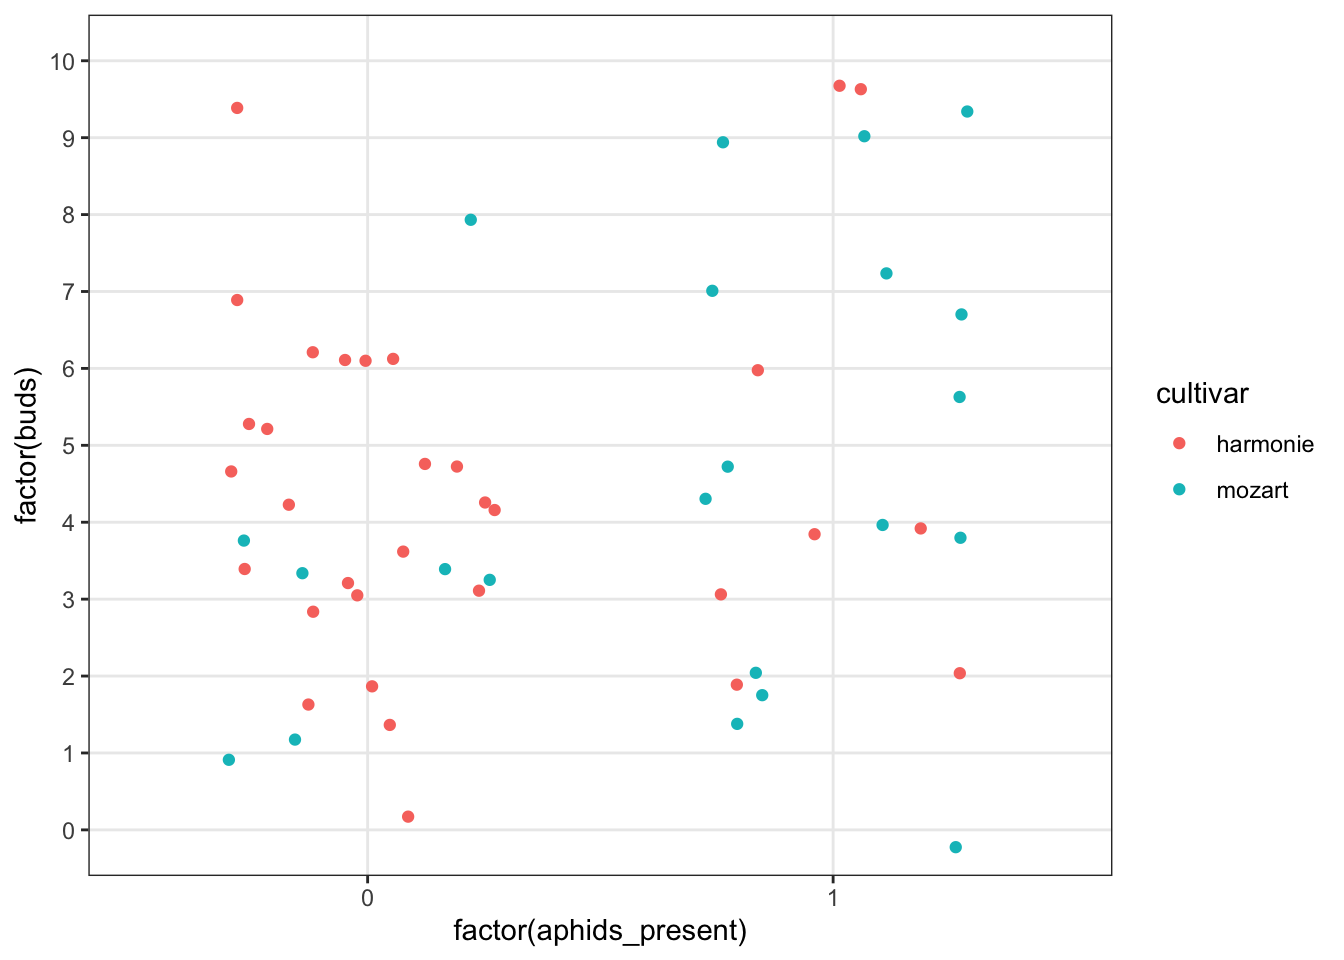 10
9
8
7
6
5
4
3
2
1
0
factor(buds)
0 1
factor(aphids_present)
cultivar
harmonie
mozart